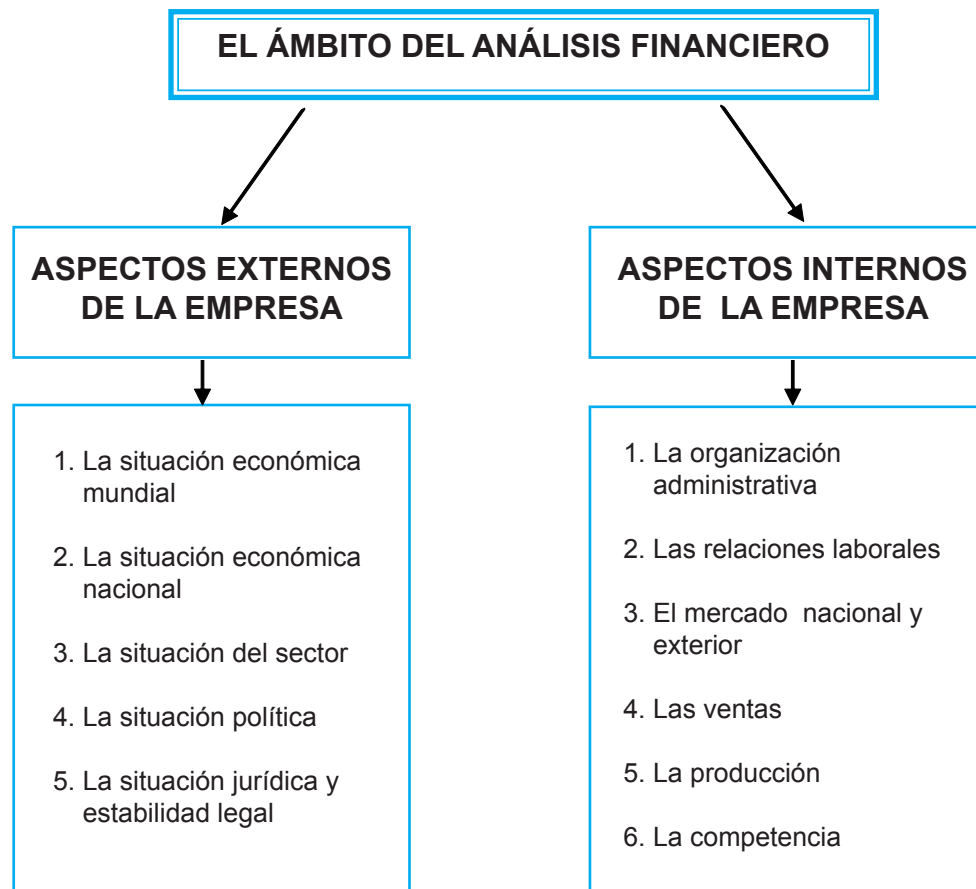 EL ÁMBITO DEL ANÁLISIS FINANCIERO
ASPECTOS EXTERNOS
DE LA EMPRESA
1. La situación económica
mundial
2. La situación económica
nacional
3. La situación del sector
4. La situación política
5. La situación jurídica y
estabilidad legal
ASPECTOS INTERNOS
DE LA EMPRESA
1. La organización
administrativa
2. Las relaciones laborales
3. El mercado nacional y
exterior
4. Las ventas
5. La producción
6. La competencia